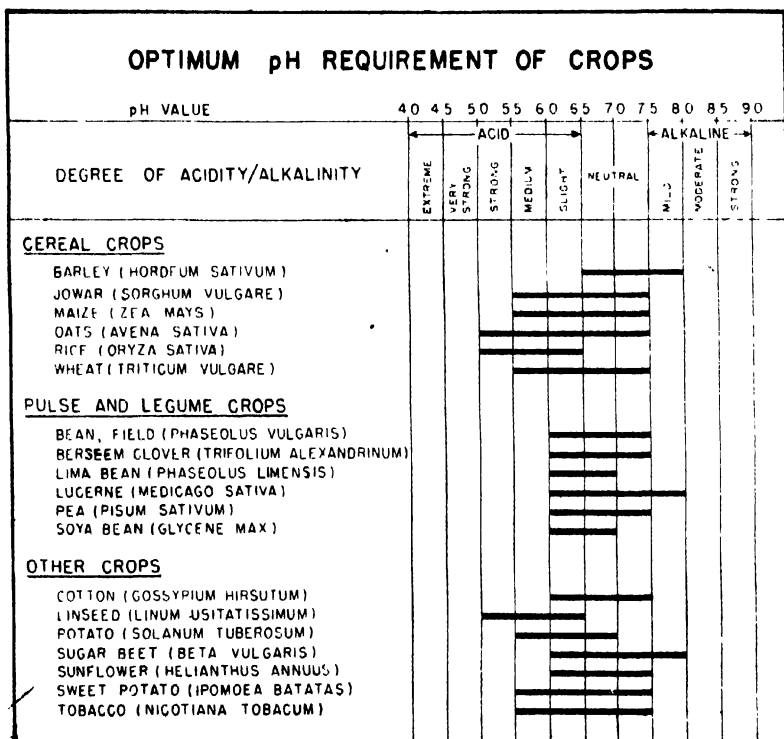 OPTIMUM pH REQUIREMENT OF CROPS
pH VALUE 40 45 50 55 60 65 70 75 80 85 90
ACID ALKALINE
DEGREE OF ACIDITY/ALKALINITY EXTREME VERY STRONG STRONG MEDIUM SLIGHT NEUTRAL MILD MODERATE STRONG
CEREAL CROPS
BARLEY (HORDEUM SATIVUM)
JOWAR (SORGHUM VULGARE)
MAIZE (ZEA MAYS)
OATS (AVENA SATIVA)
RICE (ORYZA SATIVA)
WHEAT (TRITICUM VULGARE)
PULSE AND LEGUME CROPS
BEAN, FIELD (PHASEOLUS VULGARIS)
BERSEEM CLOVER (TRIFOLIUM ALEXANDRINUM)
LIMA BEAN (PHASEOLUS LIMENSIS)
LUCERNE (MEDICAGO SATIVA)
PEA (PISUM SATIVUM)
SOYA BEAN (GLYCENE MAX)
OTHER CROPS
COTTON (GOSSYPIUM HIRSUTUM)
LINSEED (LINUM USITATISSIMUM)
POTATO (SOLANUM TUBEROSUM)
SUGAR BEET (BETA VULGARIS)
SUNFLOWER (HELIANTHUS ANNUUS)
SWEET POTATO (IPOMOEA BATATAS)
TOBACCO (NICOTIANA TOBACUM)